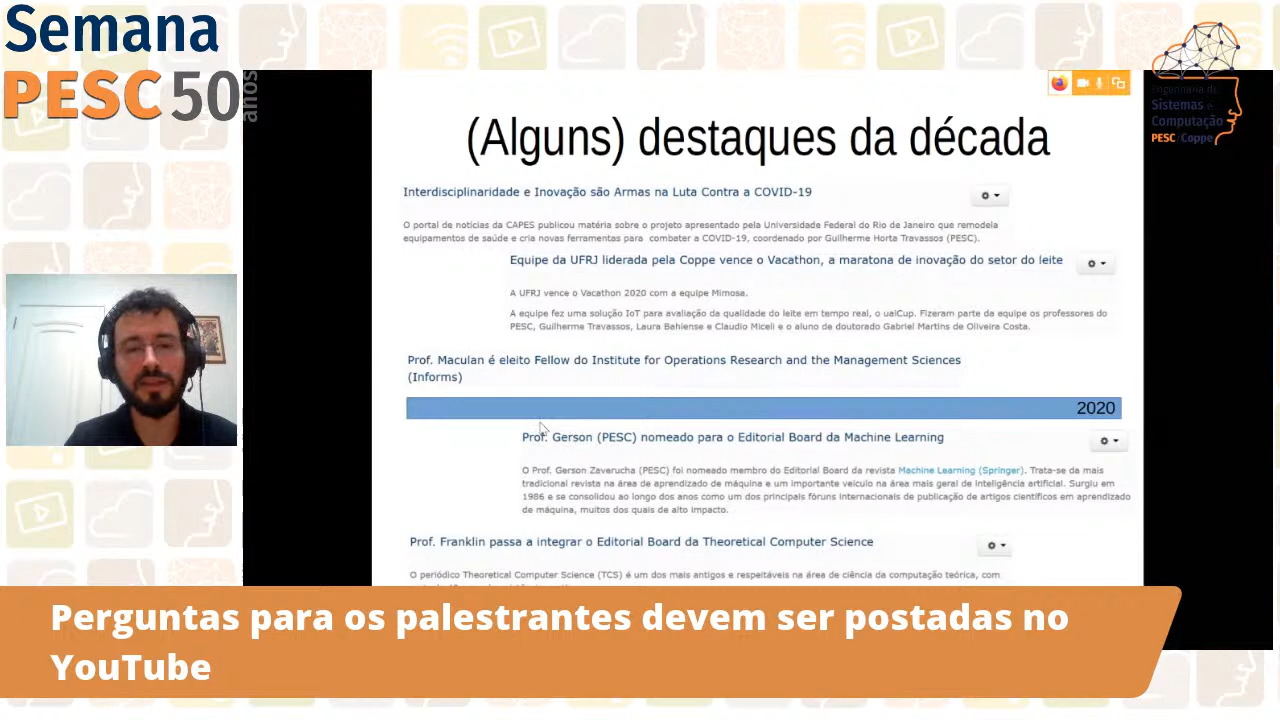 Semana
PESC 50
anos
Engenharia de
Sistemas e
Computação
PESC/Coppe
(Alguns) destaques da década
Interdisciplinaridade e Inovação são Armas na Luta Contra a COVID-19
O portal de notícias da CAPES publicou matéria sobre o projeto apresentado pela Universidade Federal do Rio de Janeiro que remodela
equipamentos de saúde e cria novas ferramentas para combater a COVID-19, coordenado por Guilherme Horta Travassos (PESC).
Equipe da UFRJ liderada pela Coppe vence o Vacathon, a maratona de inovação do setor do leite
A UFRJ vence o Vacathon 2020 com a equipe Mimosa.
A equipe fez uma solução IoT para avaliação da qualidade do leite em tempo real, o uaiCup. Fizeram parte da equipe os professores do
PESC, Guilherme Travassos, Laura Bahiense e Claudio Miceli e o aluno de doutorado Gabriel Martins de Oliveira Costa.
Prof. Maculan é eleito Fellow do Institute for Operations Research and the Management Sciences
(Informs)
2020
Prof. Gerson (PESC) nomeado para o Editorial Board da Machine Learning
O Prof. Gerson Zaverucha (PESC) foi nomeado membro do Editorial Board da revista Machine Learning (Springer). Trata-se da mais
tradicional revista na área de aprendizado de máquina e um importante veículo na área mais geral de inteligência artificial. Surgiu em
1986 e se consolidou ao longo dos anos como um dos principais fóruns internacionais de publicação de artigos científicos em aprendizado
de máquina, muitos dos quais de alto impacto.
Prof. Franklin passa a integrar o Editorial Board da Theoretical Computer Science
O periódico Theoretical Computer Science (TCS) é um dos mais antigos e respeitáveis na área de ciência da computação teórica, com
Perguntas para os palestrantes devem ser postadas no
YouTube